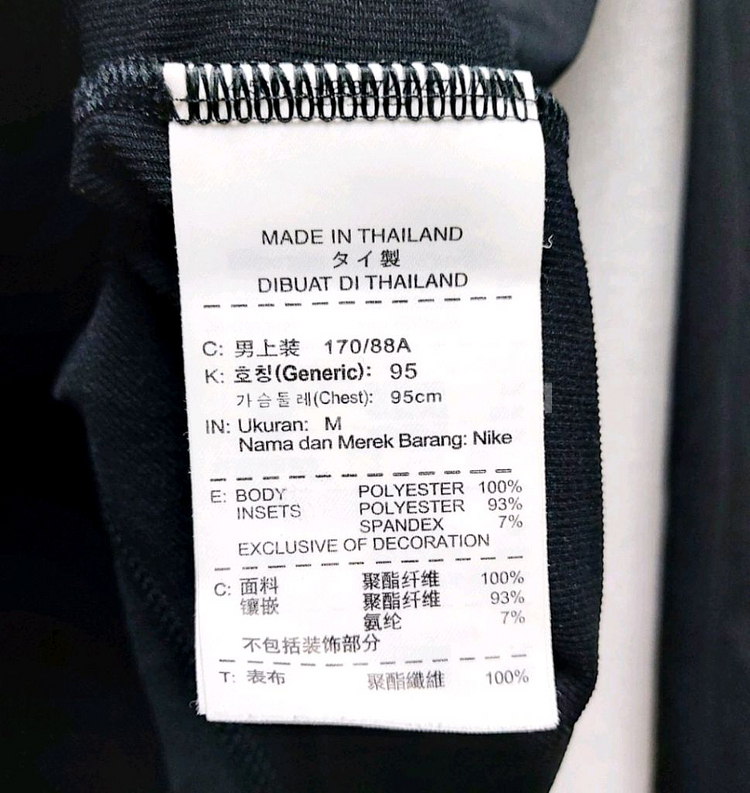 MADE IN THAILAND
タイ製
DIBUAT DI THAILAND
C: 男上装 170/88A
K: 호칭(Generic): 95
가슴둘레(Chest): 95cm
IN: Ukuran: M
Nama dan Merek Barang: Nike
E: BODY POLYESTER 100%
INSETS POLYESTER 93%
SPANDEX 7%
EXCLUSIVE OF DECORATION
C: 面料 聚酯纤维 100%
镶嵌 聚酯纤维 93%
氨纶 7%
不包括装饰部分
T: 表布 聚酯纖維 100%